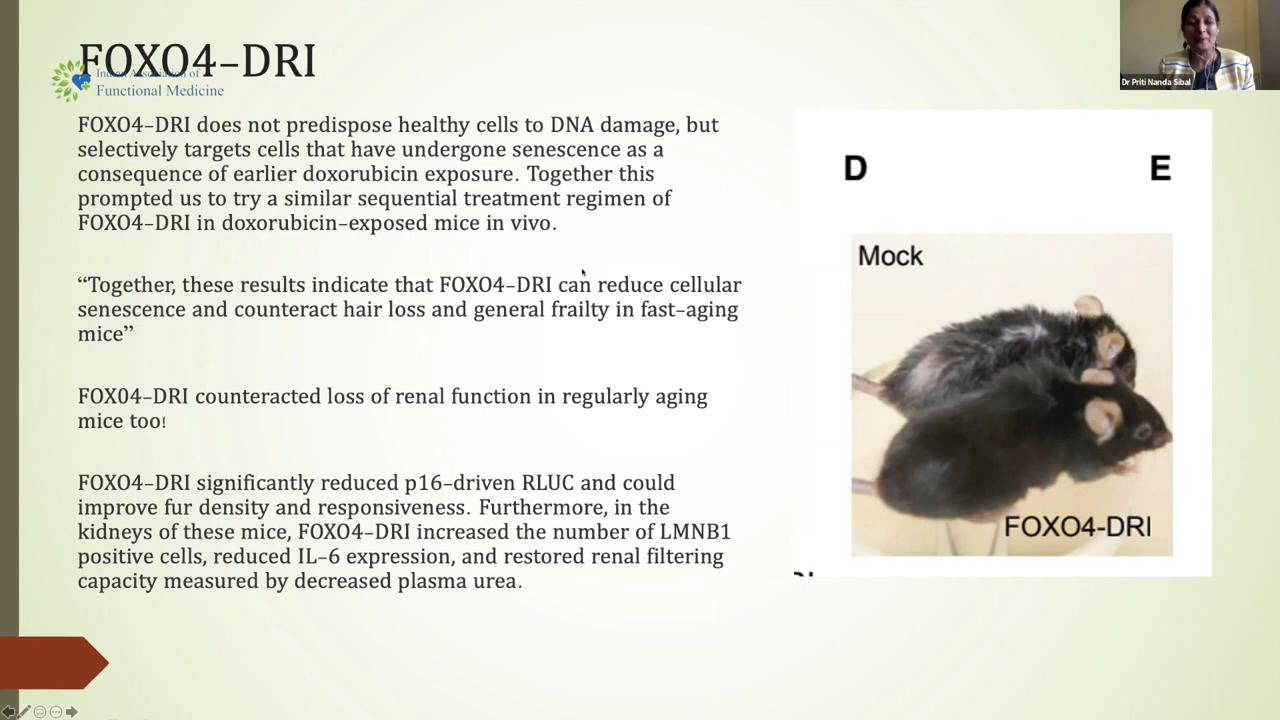 FOXO4-DRI
Indian Association of
Functional Medicine
FOXO4-DRI does not predispose healthy cells to DNA damage, but
selectively targets cells that have undergone senescence as a
consequence of earlier doxorubicin exposure. Together this
prompted us to try a similar sequential treatment regimen of
FOXO4-DRI in doxorubicin-exposed mice in vivo.
“Together, these results indicate that FOXO4-DRI can reduce cellular
senescence and counteract hair loss and general frailty in fast-aging
mice”
FOX04-DRI counteracted loss of renal function in regularly aging
mice too!
FOXO4-DRI significantly reduced p16-driven RLUC and could
improve fur density and responsiveness. Furthermore, in the
kidneys of these mice, FOXO4-DRI increased the number of LMNB1
positive cells, reduced IL-6 expression, and restored renal filtering
capacity measured by decreased plasma urea.
D
E
Mock
FOXO4-DRI
Dr Priti Nanda Sibal